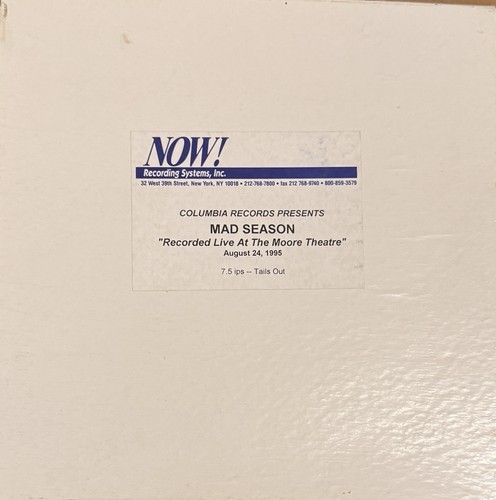 NOW!
Recording Systems, Inc.
32 West 39th Street, New York, NY 10018 • 212-768-7800 • fax 212 768-9740 • 800-859-3579
COLUMBIA RECORDS PRESENTS
MAD SEASON
"Recorded Live At The Moore Theatre"
August 24, 1995
7.5 ips -- Tails Out